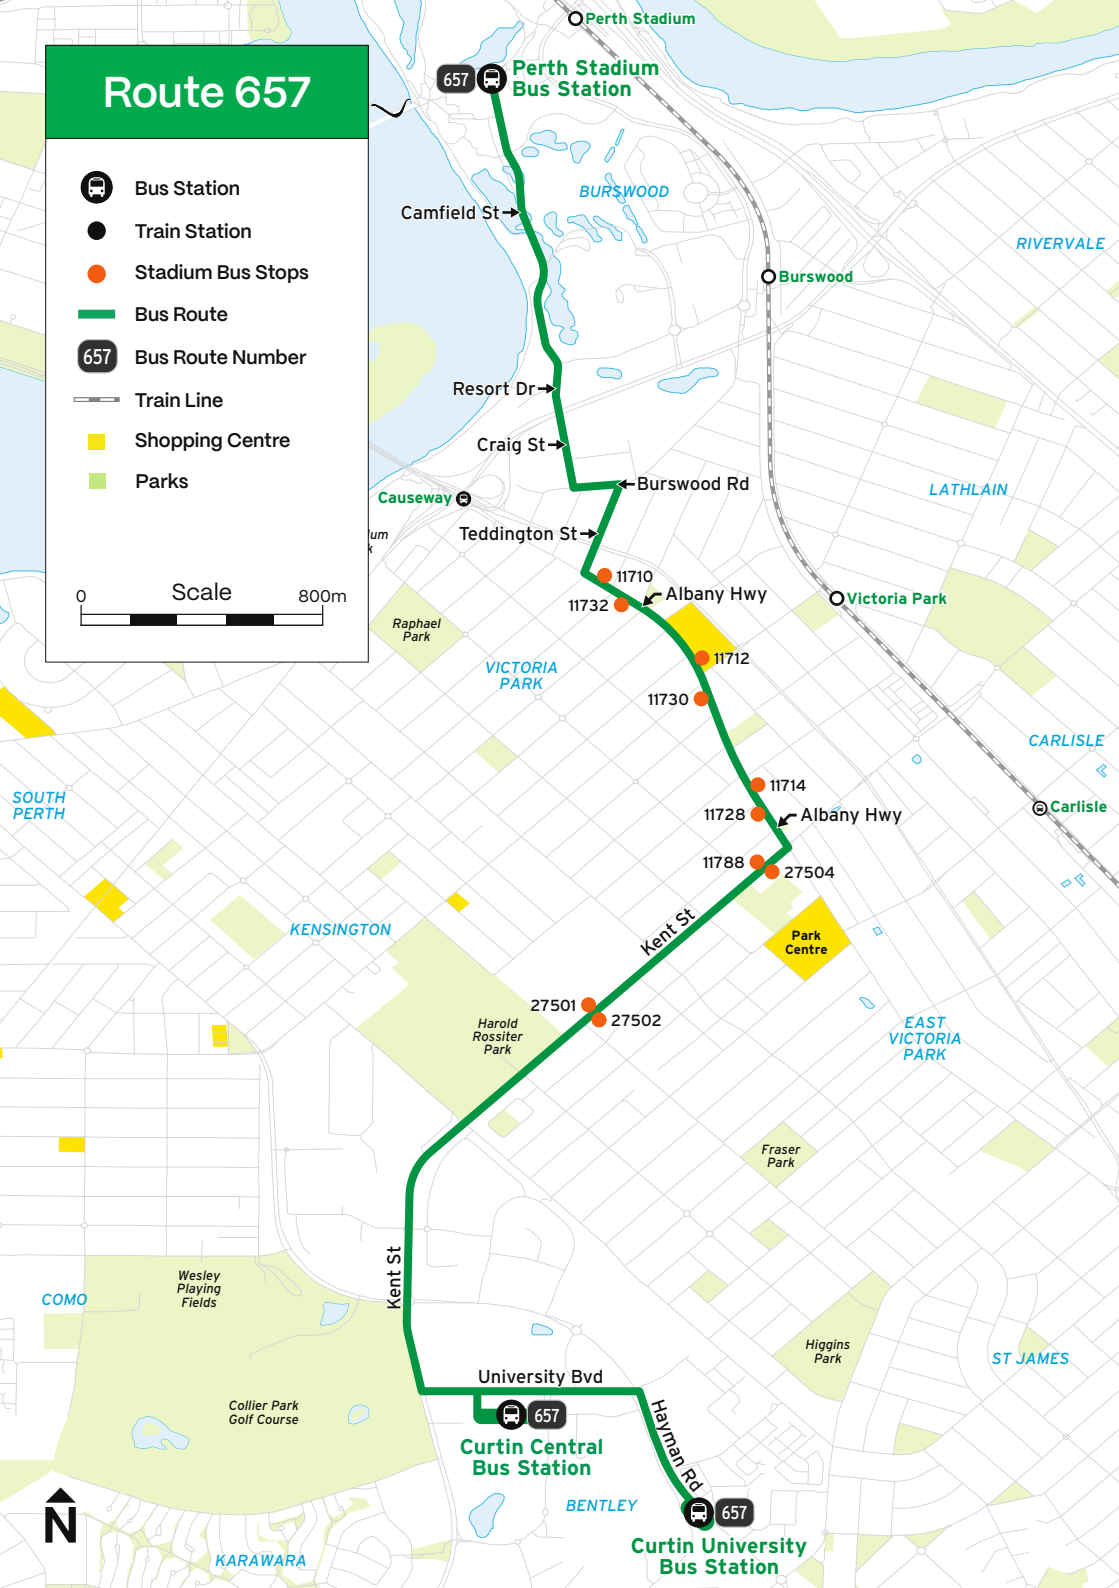 Perth Stadium
Route 657
657
Perth Stadium
Bus Station
Bus Station
Train Station
Stadium Bus Stops
Bus Route
657
Bus Route Number
Train Line
Shopping Centre
Parks
0
Scale
800m
BURSWOOD
Camfield St
RIVERVALE
Burswood
Resort Dr
Craig St
Burswood Rd
LATHLAIN
Causeway
Teddington St
11710
11732
Albany Hwy
Victoria Park
Raphael
Park
VICTORIA
PARK
11712
11730
CARLISLE
11714
11728
Albany Hwy
Carlisle
SOUTH
PERTH
11788
27504
KENSINGTON
Kent St
Park
Centre
27501
27502
Harold
Rossiter
Park
EAST
VICTORIA
PARK
Fraser
Park
Kent St
Wesley
Playing
Fields
COMO
Higgins
Park
ST JAMES
University Bvd
Collier Park
Golf Course
657
Hayman Rd
Curtin Central
Bus Station
N
BENTLEY
657
Curtin University
Bus Station
KARAWARA